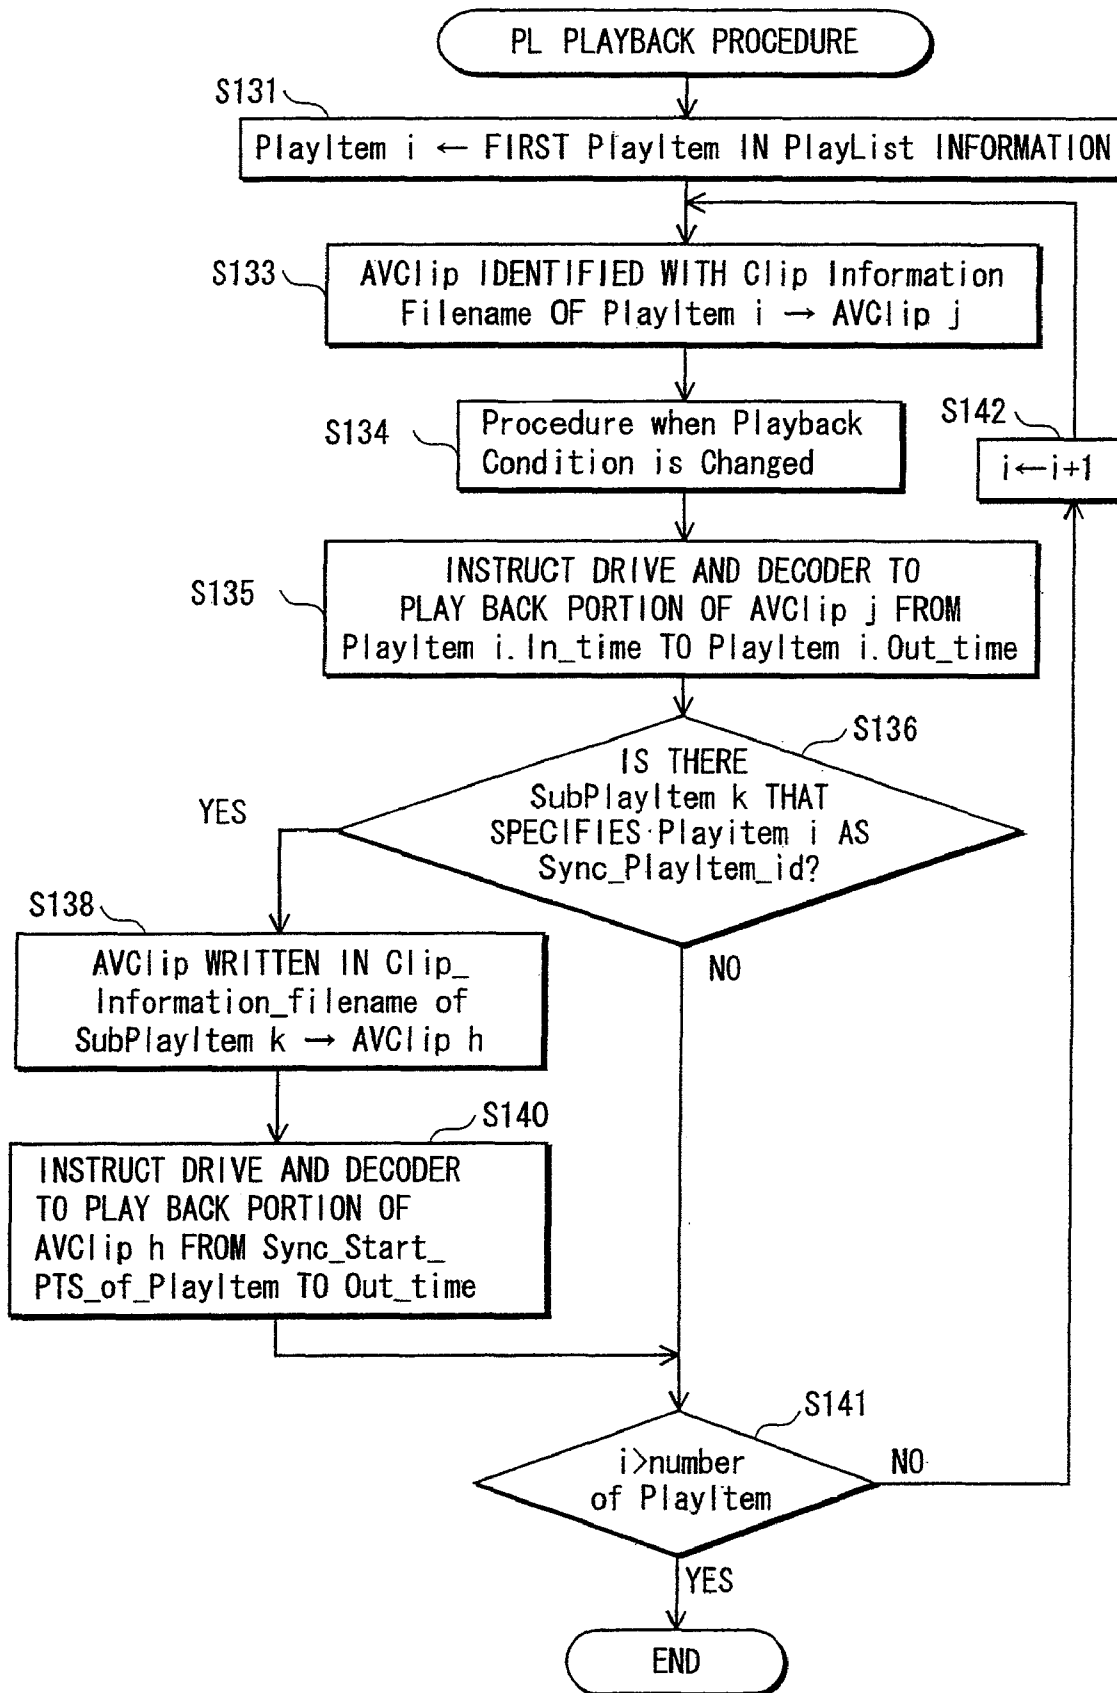 PL PLAYBACK PROCEDURE
S131
PlayItem i ← FIRST PlayItem IN PlayList INFORMATION
S133
AVClip IDENTIFIED WITH Clip Information
Filename OF PlayItem i → AVClip j
S134
Procedure when Playback
Condition is Changed
S142
i←i+1
S135
INSTRUCT DRIVE AND DECODER TO
PLAY BACK PORTION OF AVClip j FROM
PlayItem i.In_time TO PlayItem i.Out_time
S136
IS THERE
SubPlayItem k THAT
SPECIFIES Playitem i AS
Sync_PlayItem_id?
YES
NO
S138
AVClip WRITTEN IN Clip_
Information_filename of
SubPlayItem k → AVClip h
S140
INSTRUCT DRIVE AND DECODER
TO PLAY BACK PORTION OF
AVClip h FROM Sync_Start_
PTS_of_PlayItem TO Out_time
S141
i>number
of PlayItem
NO
YES
END